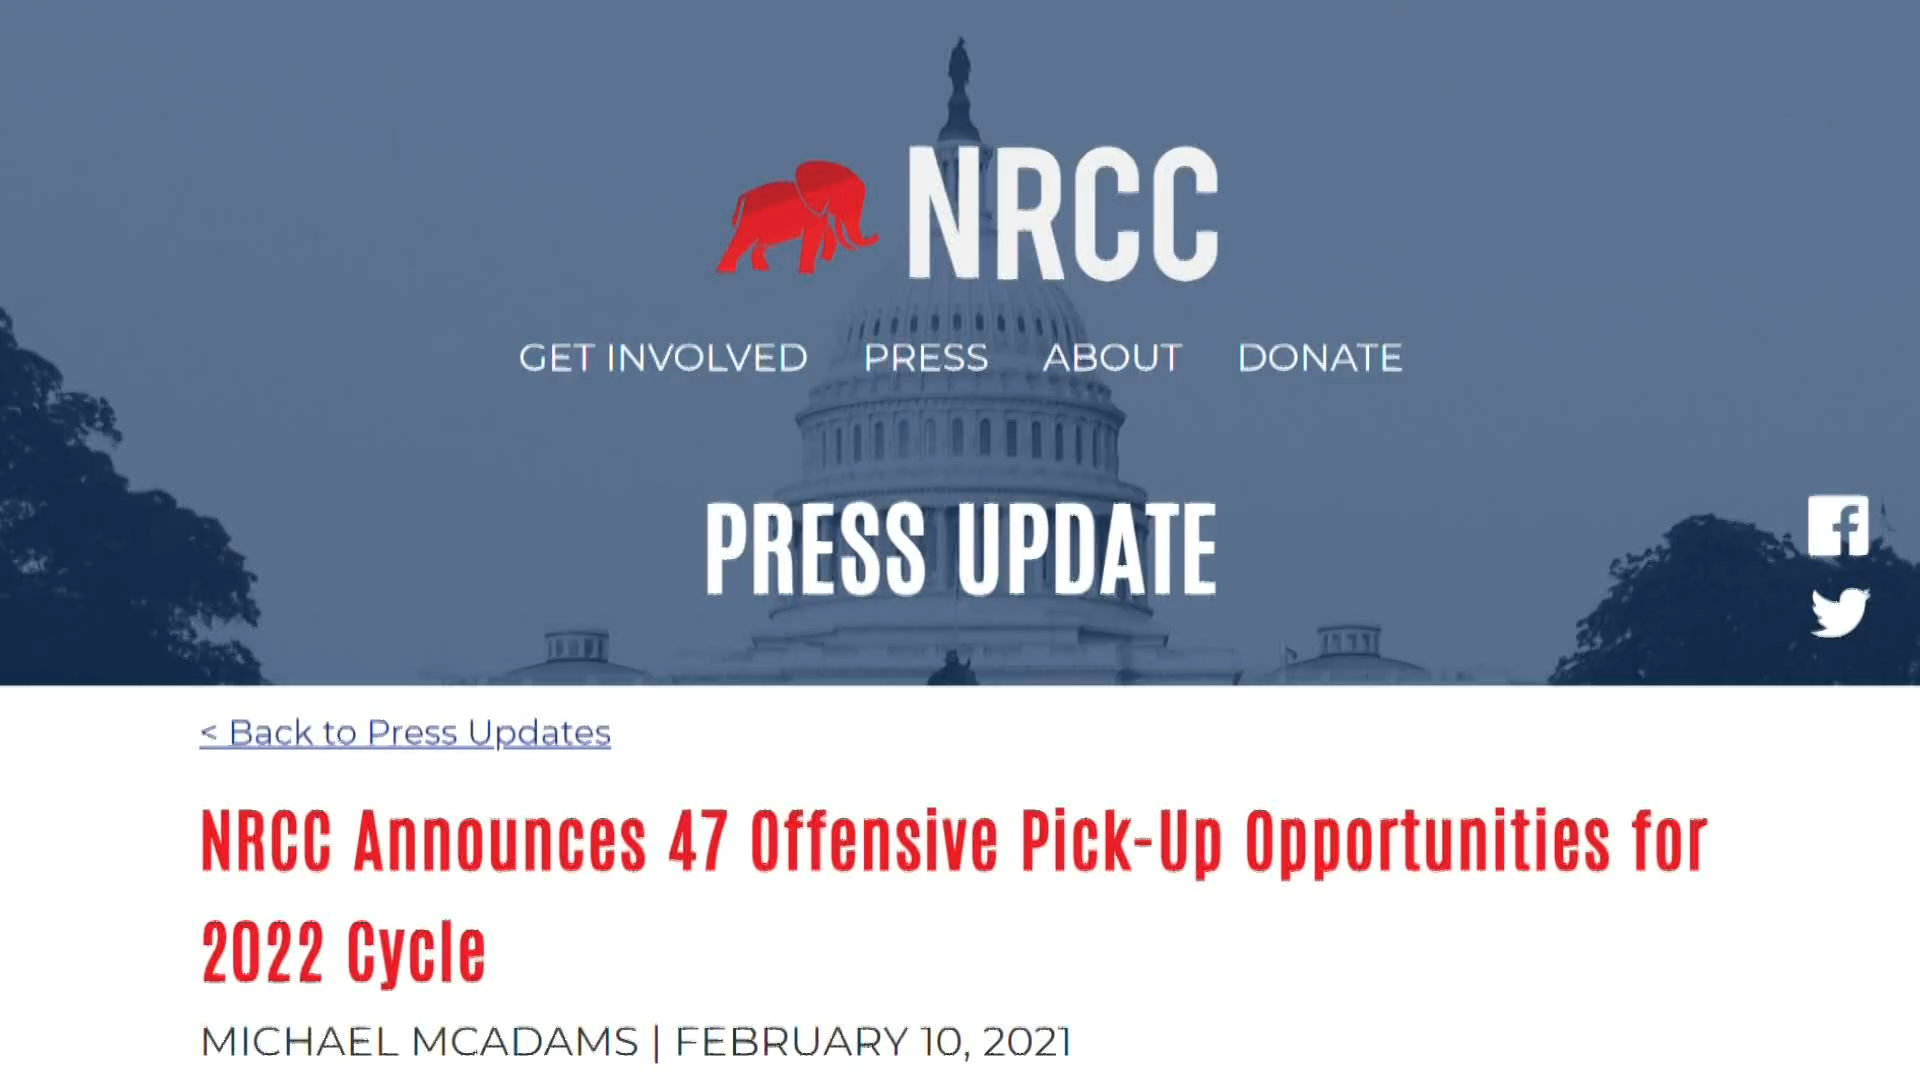 NRCC
GET INVOLVED PRESS ABOUT DONATE
PRESS UPDATE
< Back to Press Updates
NRCC Announces 47 Offensive Pick-Up Opportunities for
2022 Cycle
MICHAEL MCADAMS | FEBRUARY 10, 2021